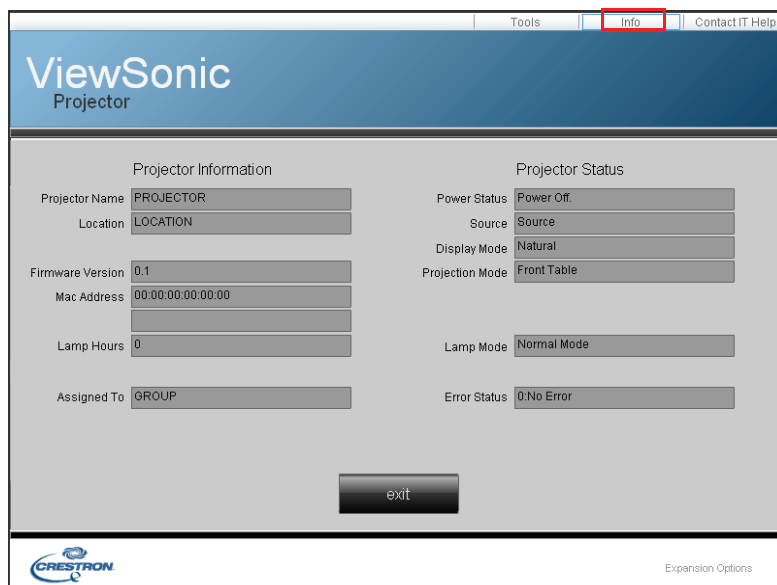 Tools Info Contact IT Help
ViewSonic
Projector
Projector Information
Projector Name PROJECTOR
Location LOCATION
Firmware Version 0.1
Mac Address 00:00:00:00:00:00
Lamp Hours 0
Assigned To GROUP
Projector Status
Power Status Power Off.
Source Source
Display Mode Natural
Projection Mode Front Table
Lamp Mode Normal Mode
Error Status 0:No Error
exit
CRESTRON
Expansion Options